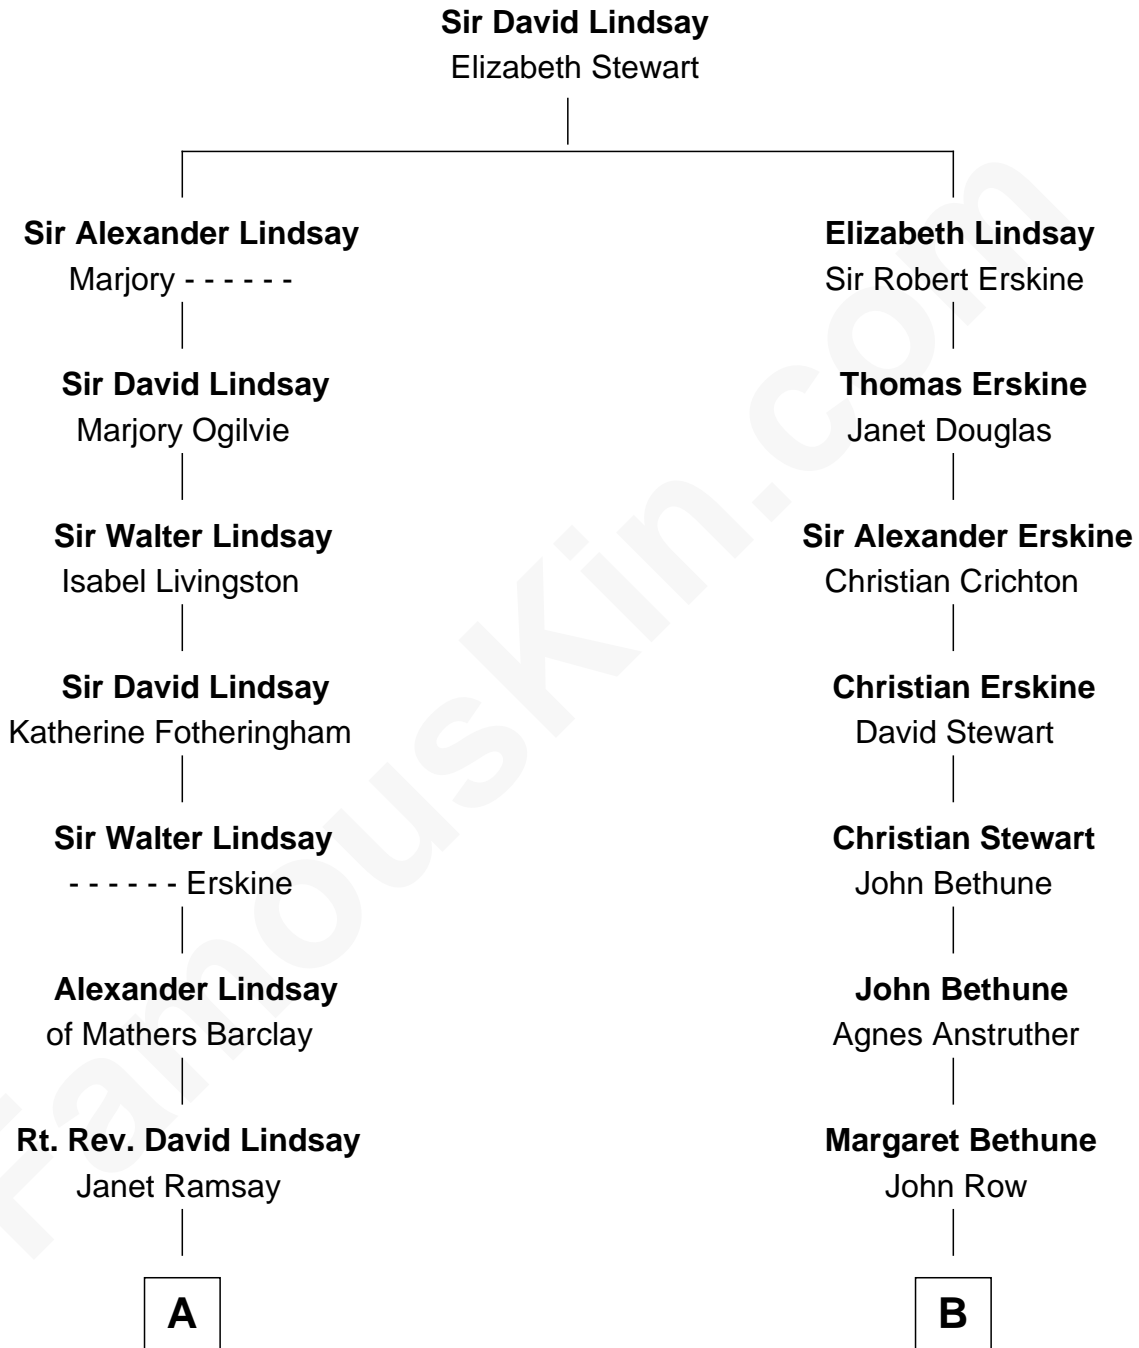 Sir David Lindsay
Elizabeth Stewart
Sir Alexander Lindsay
Marjory - - - - - -
Sir David Lindsay
Marjory Ogilvie
Sir Walter Lindsay
Isabel Livingston
Sir David Lindsay
Katherine Fotheringham
Sir Walter Lindsay
- - - - - - Erskine
Alexander Lindsay
of Mathers Barclay
Rt. Rev. David Lindsay
Janet Ramsay
A
Elizabeth Lindsay
Sir Robert Erskine
Thomas Erskine
Janet Douglas
Sir Alexander Erskine
Christian Crichton
Christian Erskine
David Stewart
Christian Stewart
John Bethune
John Bethune
Agnes Anstruther
Margaret Bethune
John Row
B
FamousKin.com